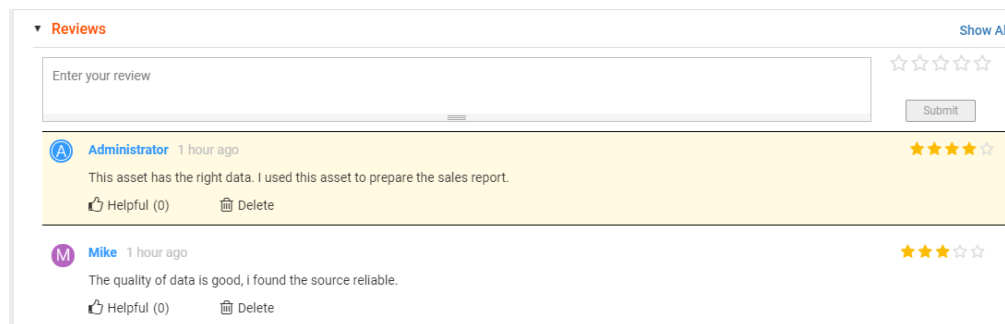 Reviews
Show Al
Enter your review
Submit
A Administrator 1 hour ago
This asset has the right data. I used this asset to prepare the sales report.
Helpful (0) Delete
M Mike 1 hour ago
The quality of data is good, i found the source reliable.
Helpful (0) Delete